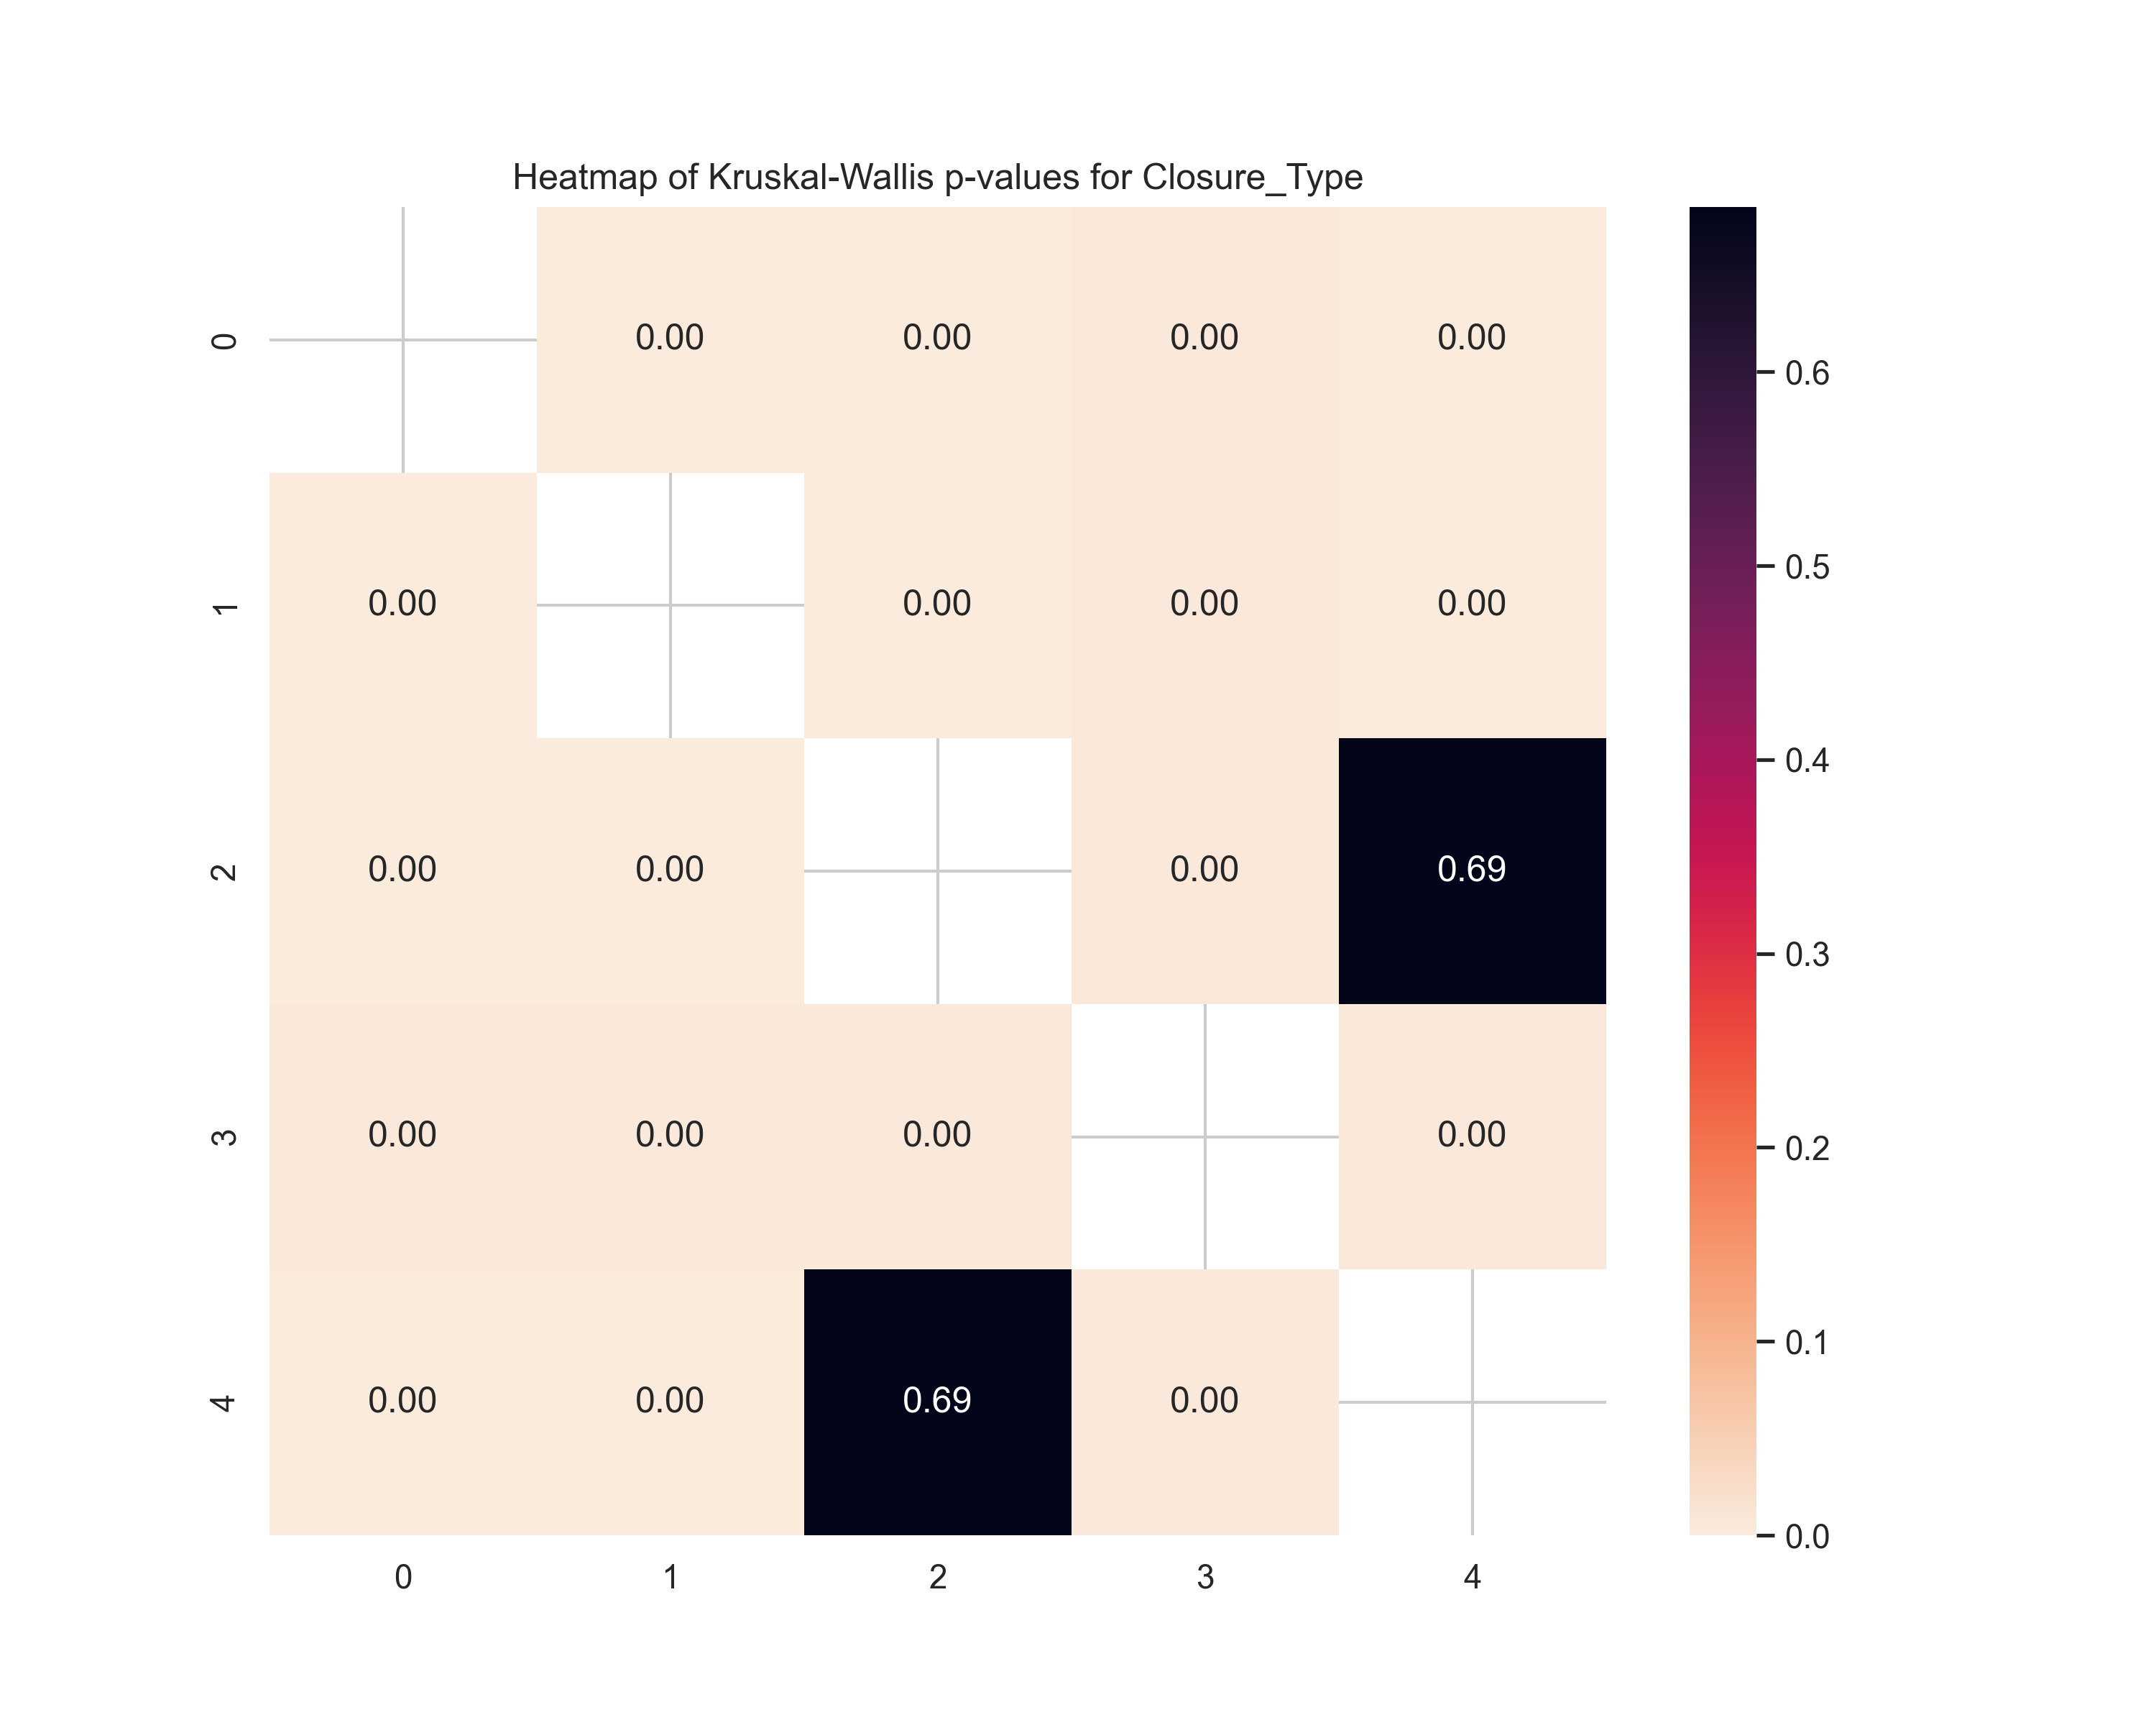 Heatmap of Kruskal-Wallis p-values for Closure_Type
0 0.00 0.00 0.00 0.00
1 0.00 0.00 0.00 0.00
2 0.00 0.00 0.00 0.69
3 0.00 0.00 0.00 0.00
4 0.00 0.00 0.69 0.00
0 1 2 3 4
0.6
0.5
0.4
0.3
0.2
0.1
0.0